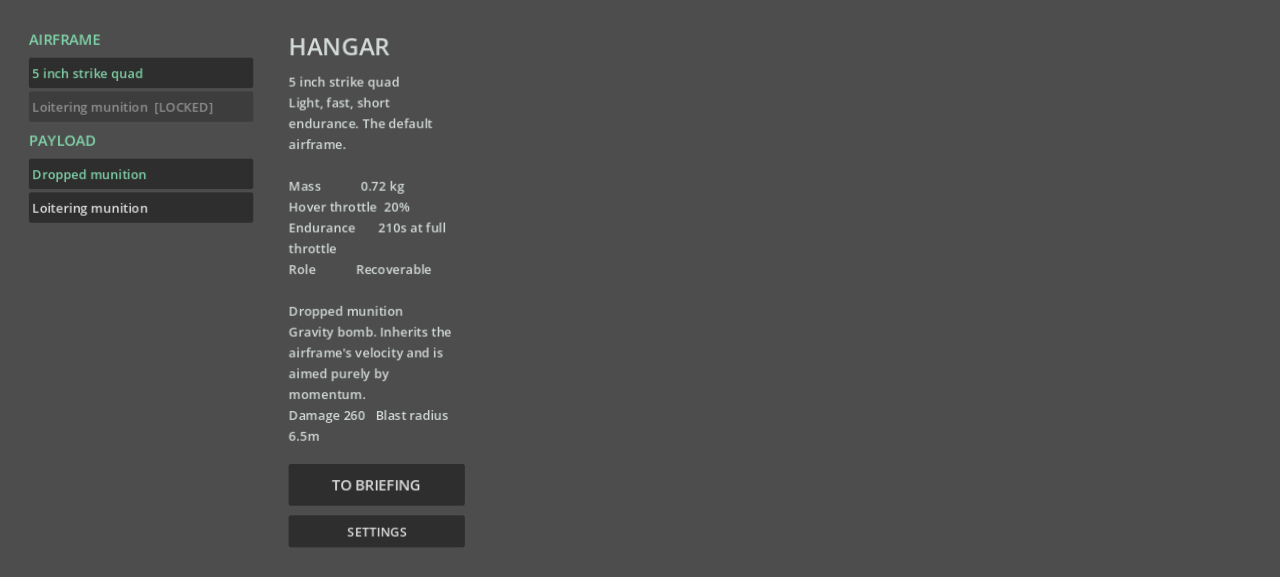 AIRFRAME
5 inch strike quad
Loitering munition [LOCKED]
PAYLOAD
Dropped munition
Loitering munition
HANGAR
5 inch strike quad
Light, fast, short
endurance. The default
airframe.
Mass 0.72 kg
Hover throttle 20%
Endurance 210s at full
throttle
Role Recoverable
Dropped munition
Gravity bomb. Inherits the
airframe's velocity and is
aimed purely by
momentum.
Damage 260 Blast radius
6.5m
TO BRIEFING
SETTINGS